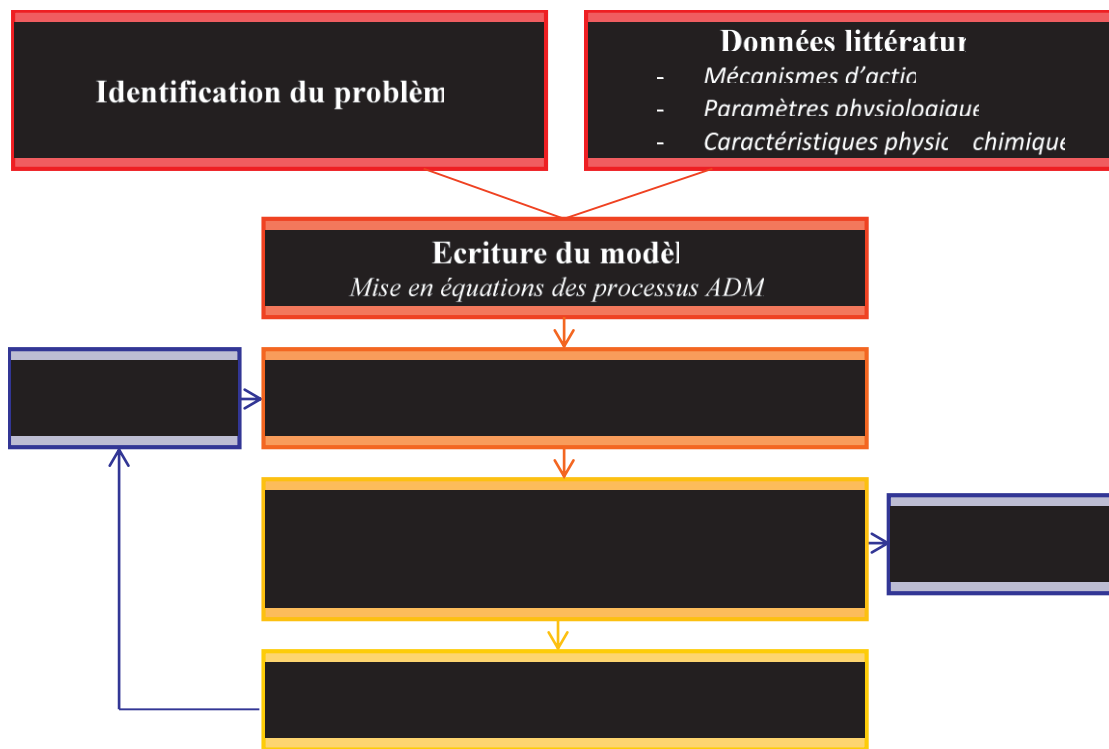 Identification du problèm
Données littératur
- Mécanismes d'actio
- Paramètres physiologique
- Caractéristiques physic chimique
Ecriture du modèl
Mise en équations des processus ADM